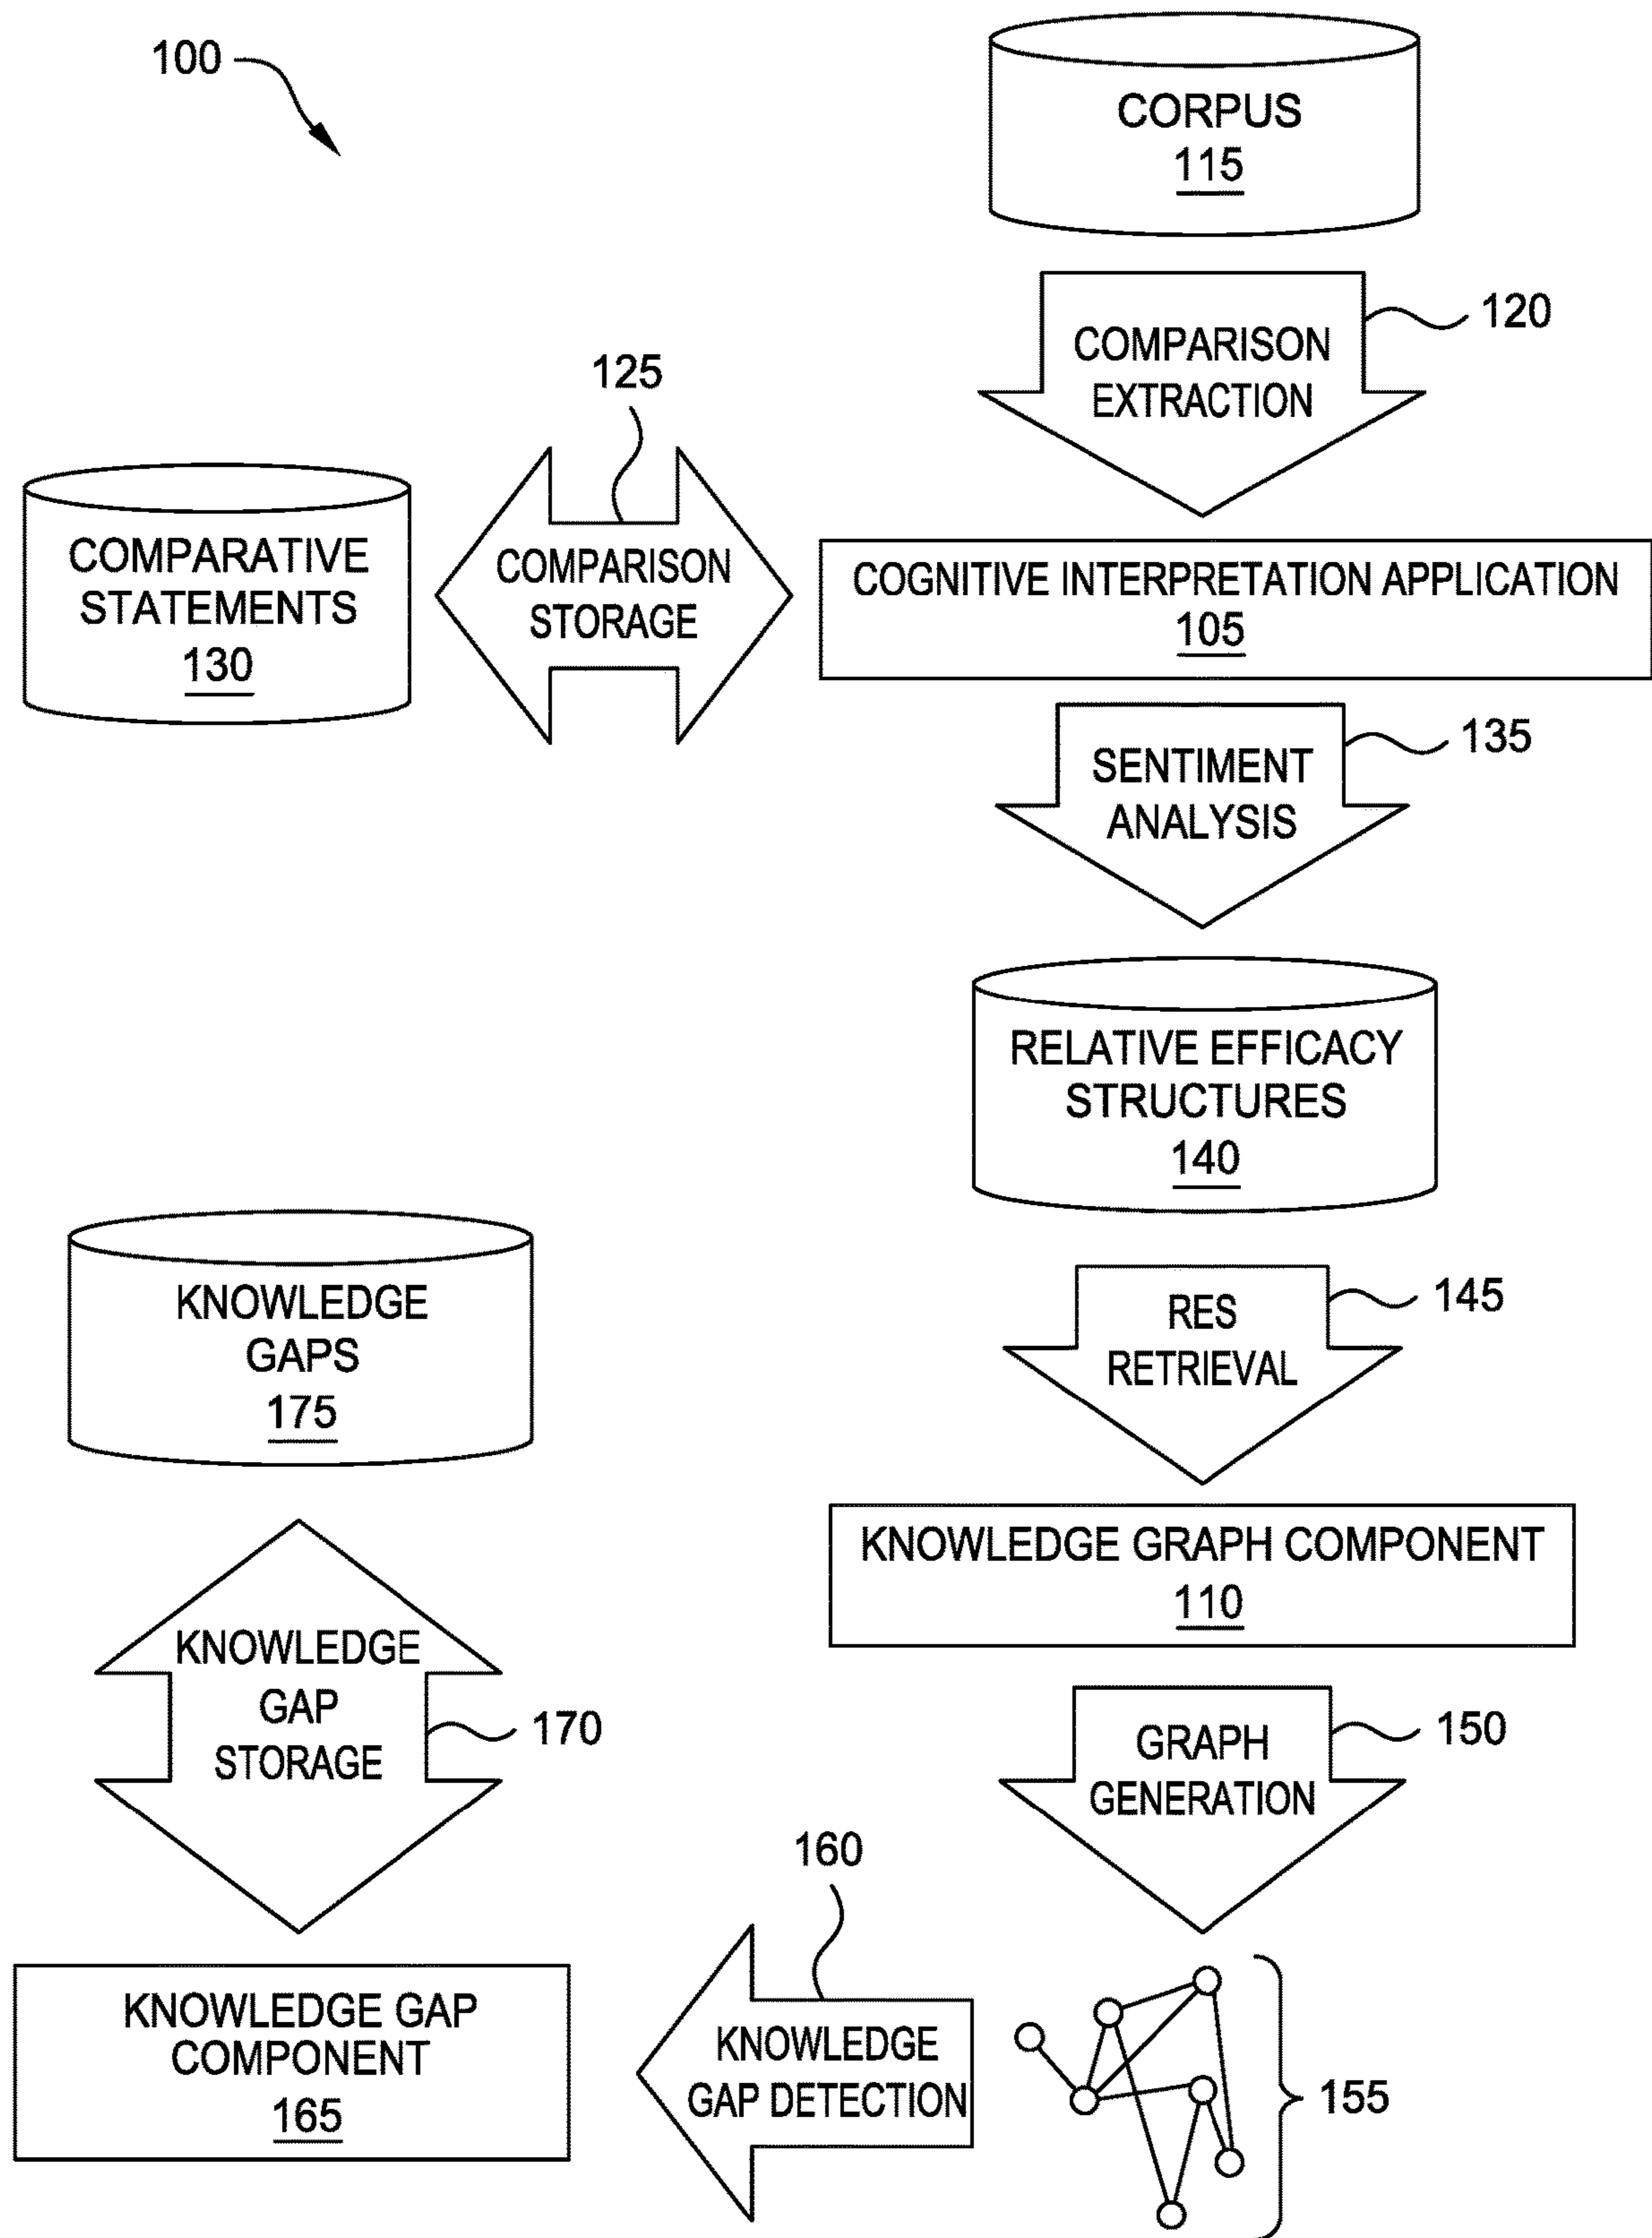 100
CORPUS
115
120
COMPARISON
EXTRACTION
125
COMPARATIVE
STATEMENTS
130
COMPARISON
STORAGE
COGNITIVE INTERPRETATION APPLICATION
105
135
SENTIMENT
ANALYSIS
RELATIVE EFFICACY
STRUCTURES
140
145
RES
RETRIEVAL
KNOWLEDGE
GAPS
175
KNOWLEDGE GRAPH COMPONENT
110
KNOWLEDGE
GAP
STORAGE
170
150
GRAPH
GENERATION
160
KNOWLEDGE GAP
COMPONENT
165
KNOWLEDGE
GAP DETECTION
155